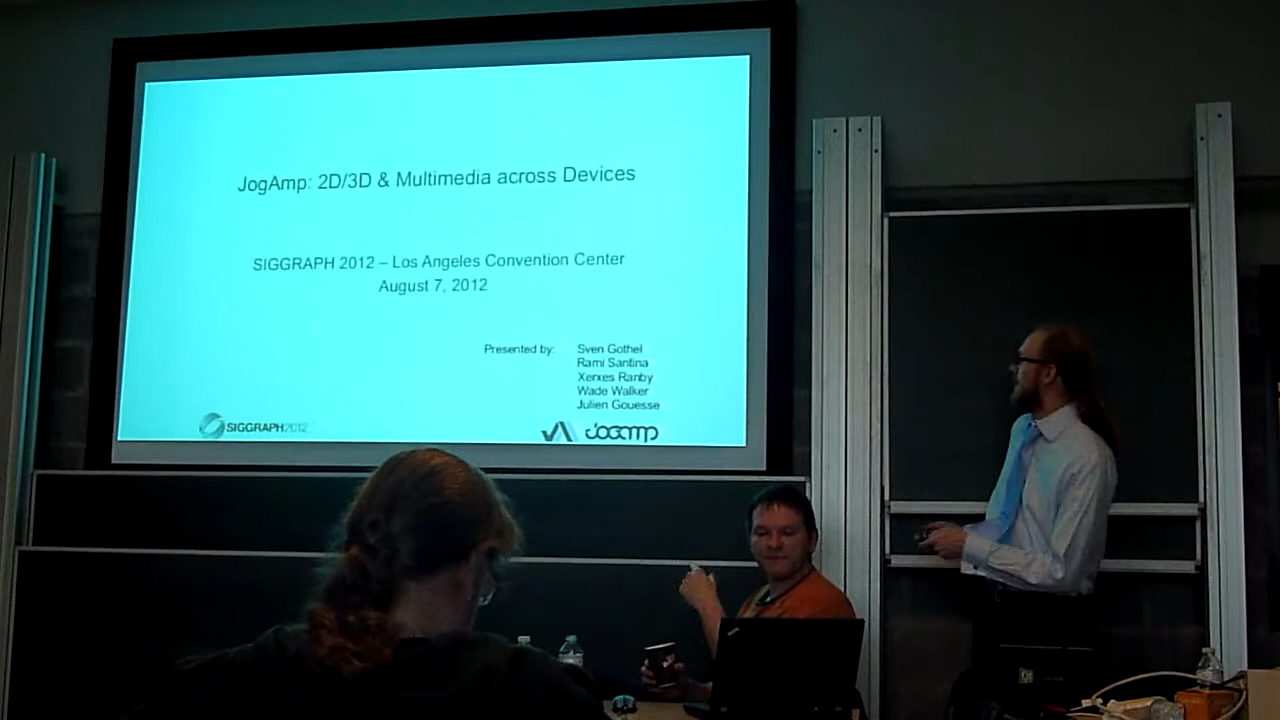 JogAmp: 2D/3D & Multimedia across Devices
SIGGRAPH 2012 – Los Angeles Convention Center
August 7, 2012
Presented by: Sven Gothel
Rami Santina
Xerxes Ranby
Wade Walker
Julien Gouesse
SIGGRAPH2012
JOGAMP